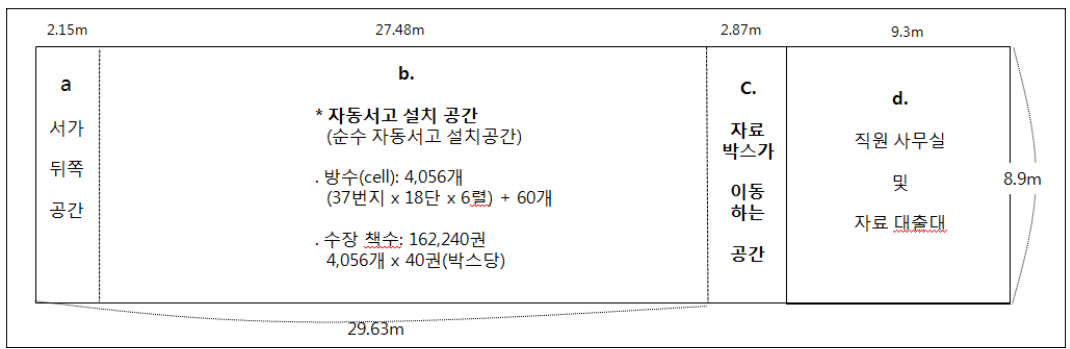 2.15m
27.48m
2.87m
9.3m
a
서가
뒤쪽
공간
b.
* 자동서고 설치 공간
(순수 자동서고 설치공간)
. 방수(cell): 4,056개
(37번지 x 18단 x 6렬) + 60개
. 수장 책수: 162,240권
4,056개 x 40권(박스당)
C.
자료
박스가
이동
하는
공간
d.
직원 사무실
및
자료 대출대
8.9m
29.63m